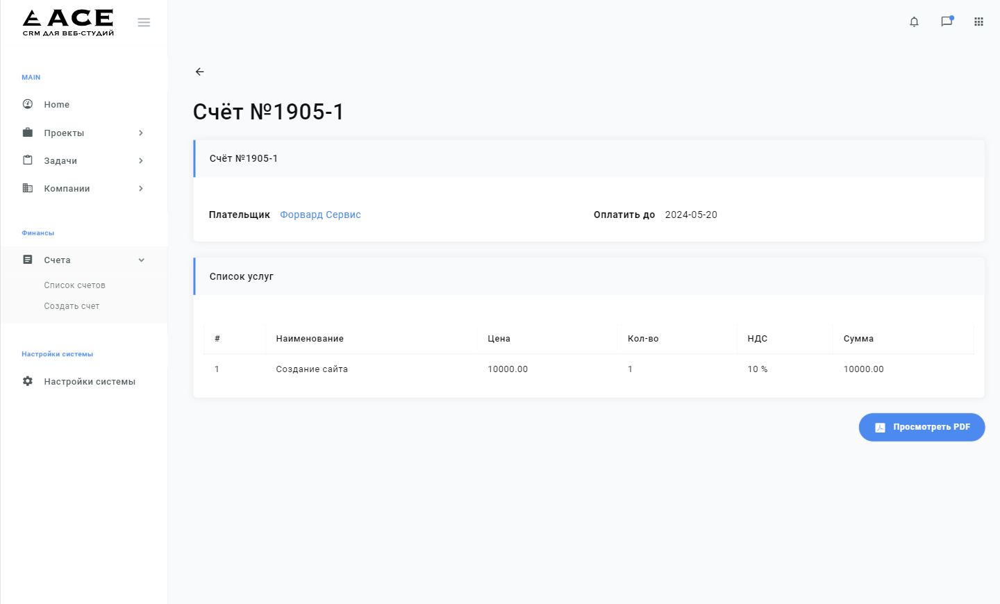 ACE
CRM ДЛЯ ВЕБ-СТУДИЙ
MAIN
Home
Проекты
Задачи
Компании
Финансы
Счета
Список счетов
Создать счет
Настройки системы
Настройки системы
Счёт №1905-1
Счёт №1905-1
Плательщик Форвард Сервис Оплатить до 2024-05-20
Список услуг
# Наименование Цена Кол-во НДС Сумма
1 Создание сайта 10000.00 1 10 % 10000.00
Просмотреть PDF